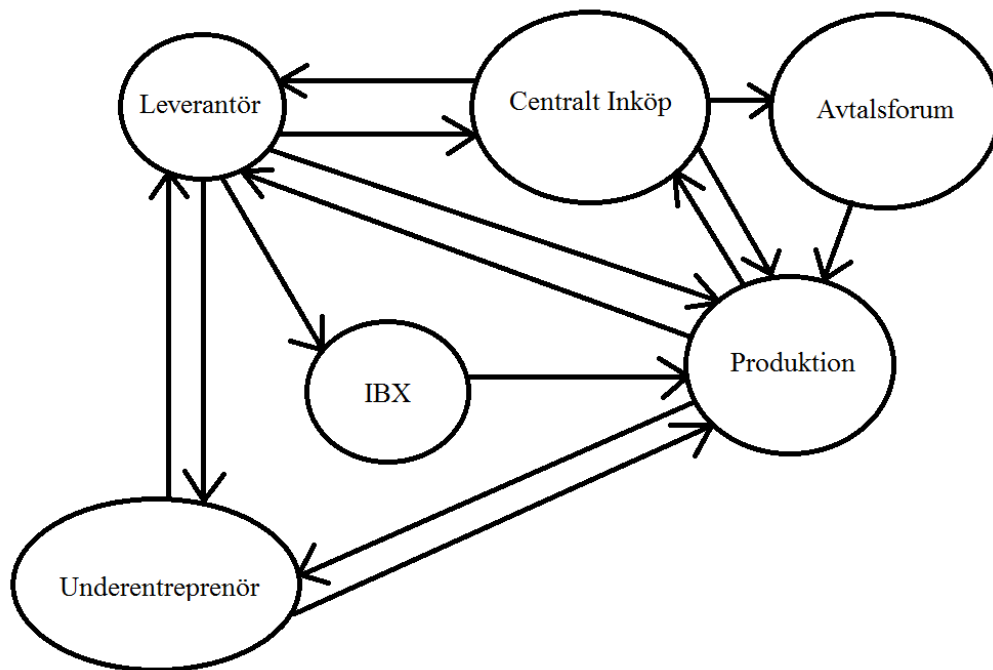 Leverantör
Centralt Inköp
Avtalsforum
IBX
Produktion
Underentreprenör